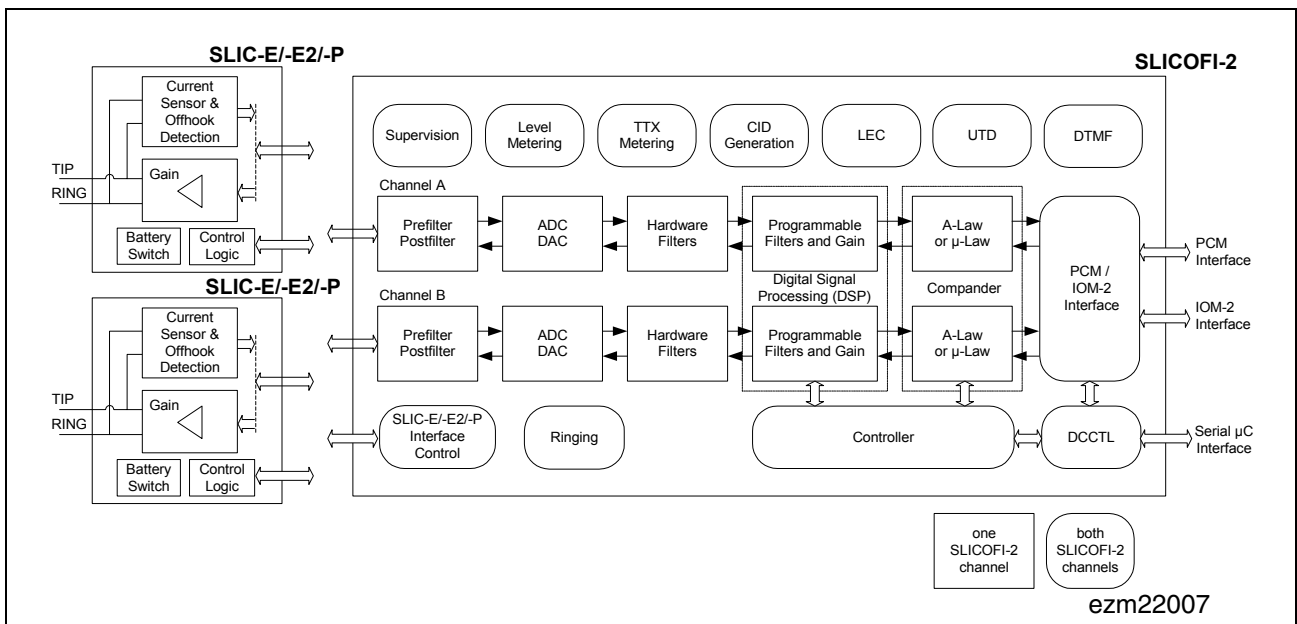 SLIC-E/-E2/-P
SLICOFI-2
Current
Sensor &
Offhook
Detection
TIP
RING
Gain
Battery
Switch
Control
Logic
SLIC-E/-E2/-P
Current
Sensor &
Offhook
Detection
TIP
RING
Gain
Battery
Switch
Control
Logic
Supervision
Level
Metering
TTX
Metering
CID
Generation
LEC
UTD
DTMF
Channel A
Prefilter
Postfilter
ADC
DAC
Hardware
Filters
Programmable
Filters and Gain
A-Law
or µ-Law
Digital Signal
Processing (DSP)
Compander
Channel B
Prefilter
Postfilter
ADC
DAC
Hardware
Filters
Programmable
Filters and Gain
A-Law
or µ-Law
PCM /
IOM-2
Interface
PCM
Interface
IOM-2
Interface
SLIC-E/-E2/-P
Interface
Control
Ringing
Controller
DCCTL
Serial µC
Interface
one
SLICOFI-2
channel
both
SLICOFI-2
channels
ezm22007